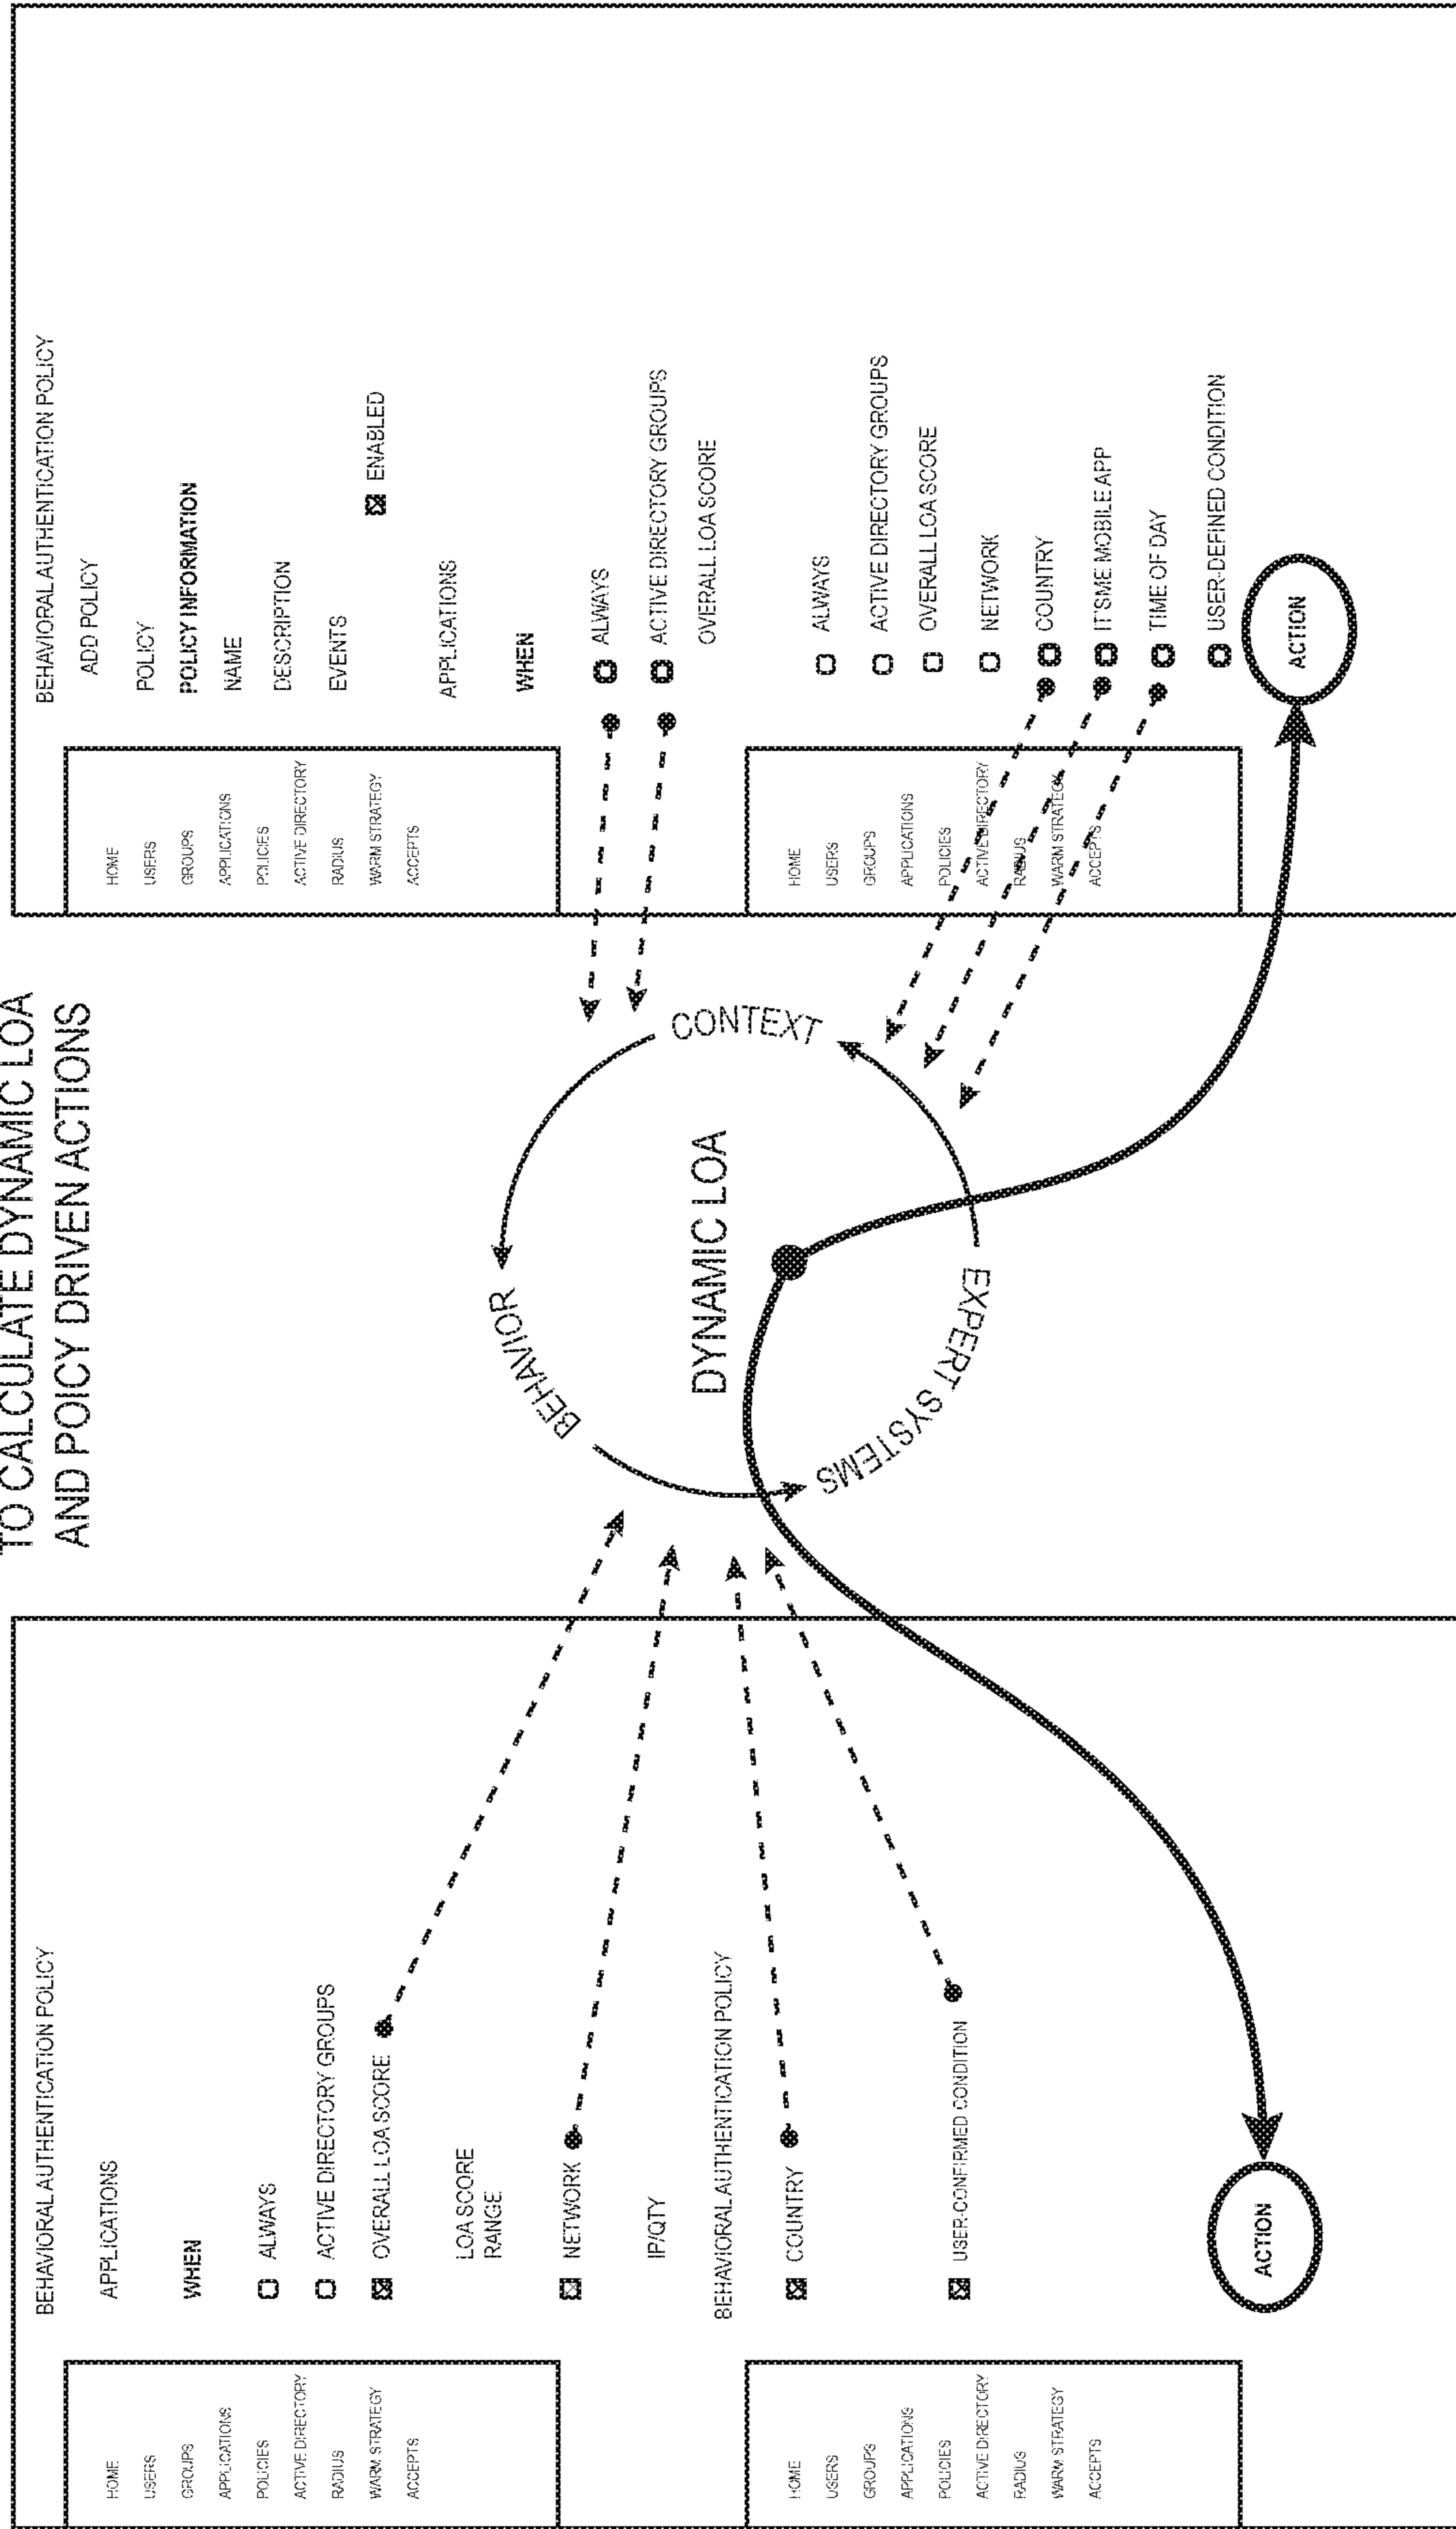 TO CALCULATE DYNAMIC LOA
AND POICY DRIVEN ACTIONS
BEHAVIORAL AUTHENTICATION POLICY
HOME
USERS
GROUPS
APPLICATIONS
POLICIES
ACTIVE DIRECTORY
RADIUS
WARM STRATEGY
ACCEPTS
APPLICATIONS
WHEN
ALWAYS
ACTIVE DIRECTORY GROUPS
OVERALL LOA SCORE
LOA SCORE
RANGE
NETWORK
IP/QTY
BEHAVIORAL AUTHENTICATION POLICY
HOME
USERS
GROUPS
APPLICATIONS
POLICIES
ACTIVE DIRECTORY
RADIUS
WARM STRATEGY
ACCEPTS
COUNTRY
USER-CONFIRMED CONDITION
ACTION
BEHAVIOR
CONTEXT
DYNAMIC LOA
EXPERT SYSTEMS
BEHAVIORAL AUTHENTICATION POLICY
HOME
USERS
GROUPS
APPLICATIONS
POLICIES
ACTIVE DIRECTORY
RADIUS
WARM STRATEGY
ACCEPTS
ADD POLICY
POLICY
POLICY INFORMATION
NAME
DESCRIPTION
EVENTS
ENABLED
APPLICATIONS
WHEN
ALWAYS
ACTIVE DIRECTORY GROUPS
OVERALL LOA SCORE
HOME
USERS
GROUPS
APPLICATIONS
POLICIES
ACTIVE DIRECTORY
RADIUS
WARM STRATEGY
ACCEPTS
ALWAYS
ACTIVE DIRECTORY GROUPS
OVERALL LOA SCORE
NETWORK
COUNTRY
IT'SME MOBILE APP
TIME OF DAY
USER-DEFINED CONDITION
ACTION